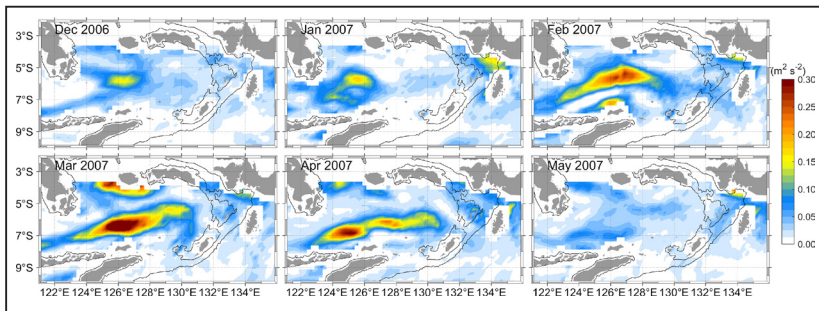 Dec 2006 Jan 2007 Feb 2007
3°S
5°S
7°S
9°S
(m² s⁻²)
0.30
0.25
0.20
0.15
0.10
0.05
0.00
Mar 2007 Apr 2007 May 2007
3°S
5°S
7°S
9°S
122°E 124°E 126°E 128°E 130°E 132°E 134°E 122°E 124°E 126°E 128°E 130°E 132°E 134°E 122°E 124°E 126°E 128°E 130°E 132°E 134°E